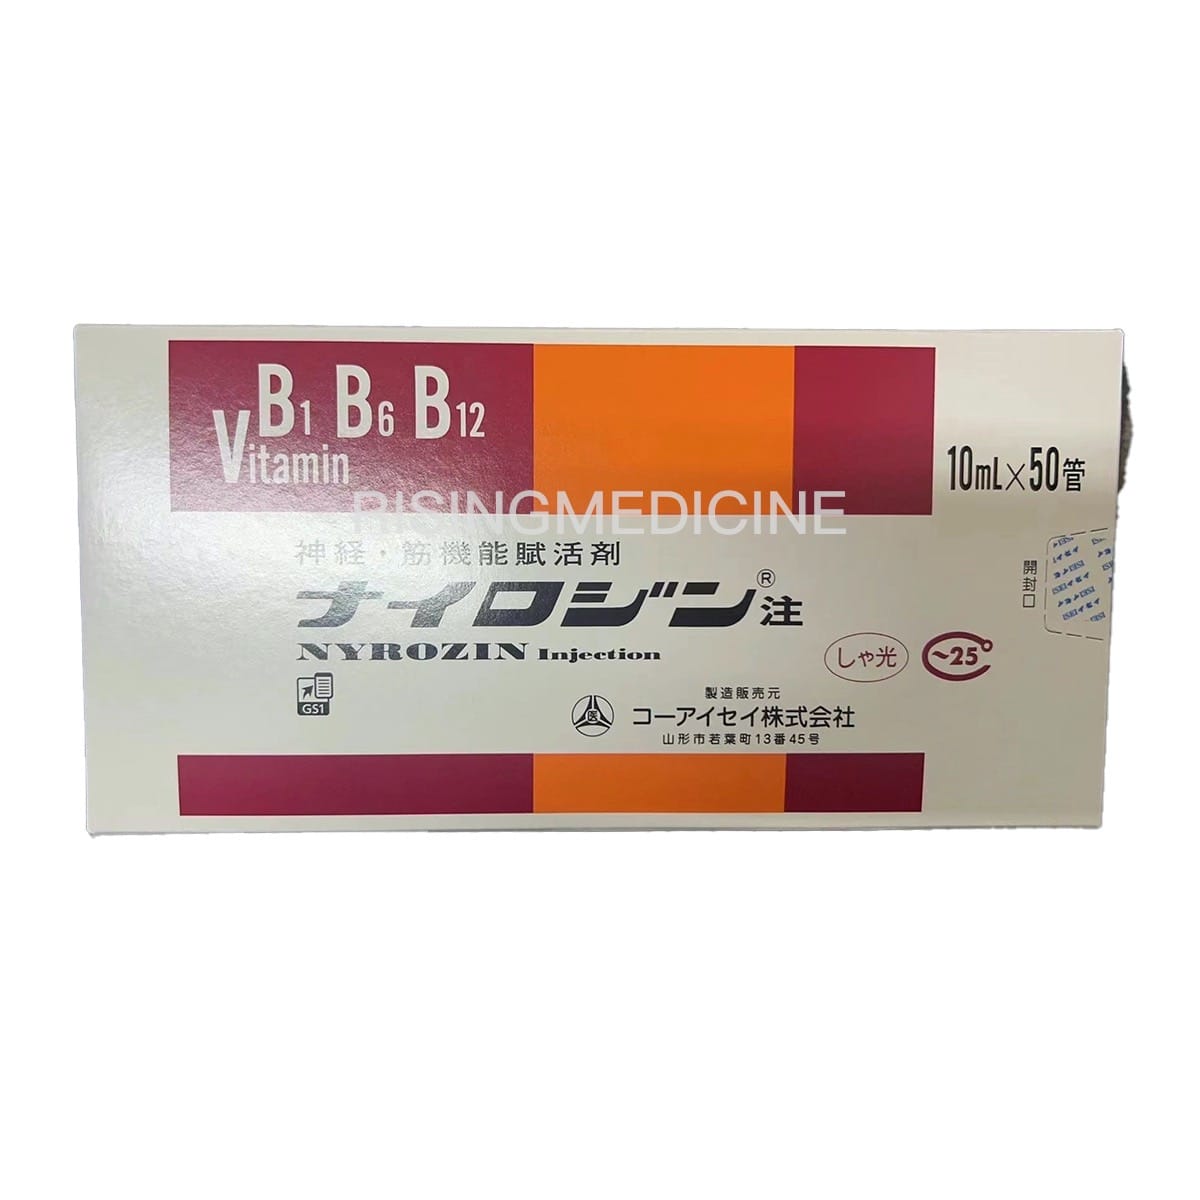 B1 B6 B12
Vitamin
10mL×50管
RISINGMEDICINE
神経・筋機能賦活剤
ナイロジン®注
NYROZIN Injection
開封口
しゃ光
~25°
GS1
製造販売元
医
コーアイセイ株式会社
山形市若葉町13番45号